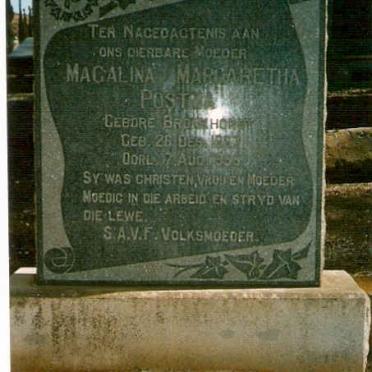 TER NAGEDAGTENIS AAN
ONS DIERBARE MOEDER
MAGALINA MARGARETHA
GEBORE
GEB. 26 DES.
OORL. 7 AUG.
SY WAS CHRISTEN, VROU EN MOEDER
MOEDIG IN DIE ARBEID EN STRYD VAN
DIE LEWE.
S.A.V.F. VOLKSMOEDER.